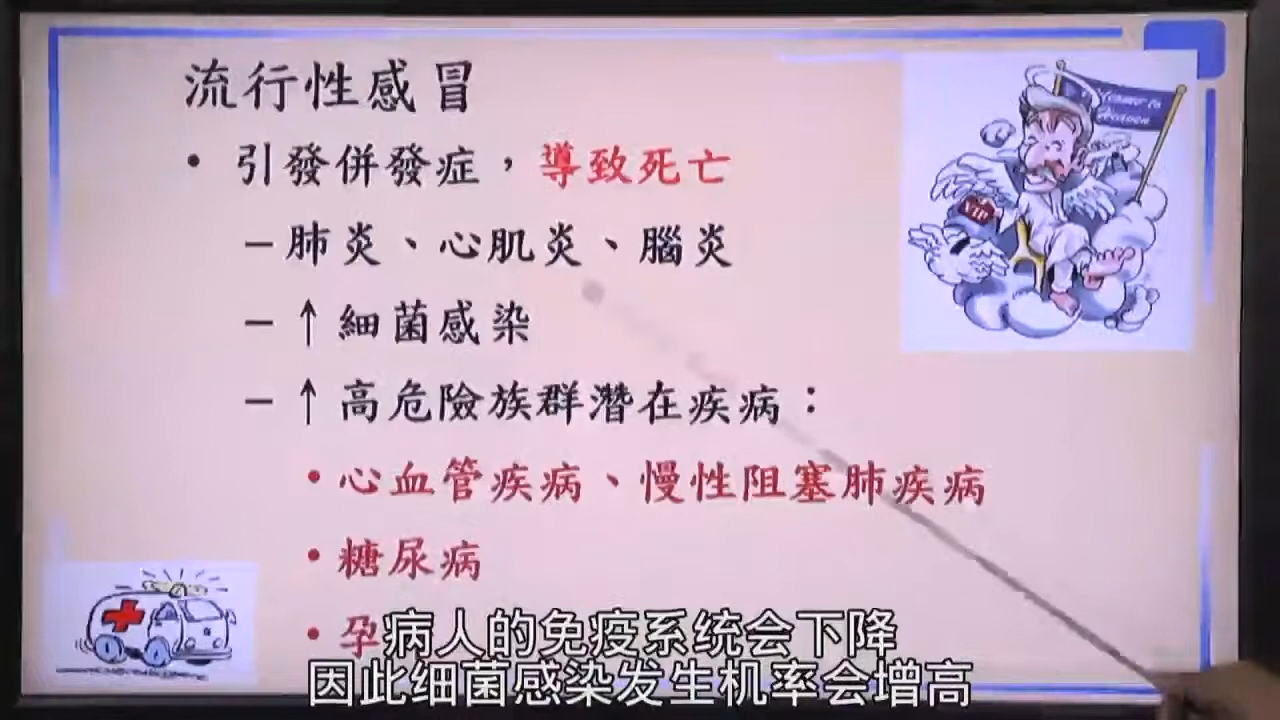 流行性感冒
• 引發併發症，導致死亡
– 肺炎、心肌炎、腦炎
– ↑細菌感染
– ↑高危險族群潛在疾病：
• 心血管疾病、慢性阻塞肺疾病
• 糖尿病
• 孕
病人的免疫系统会下降
因此细菌感染发生机率会增高
VIP